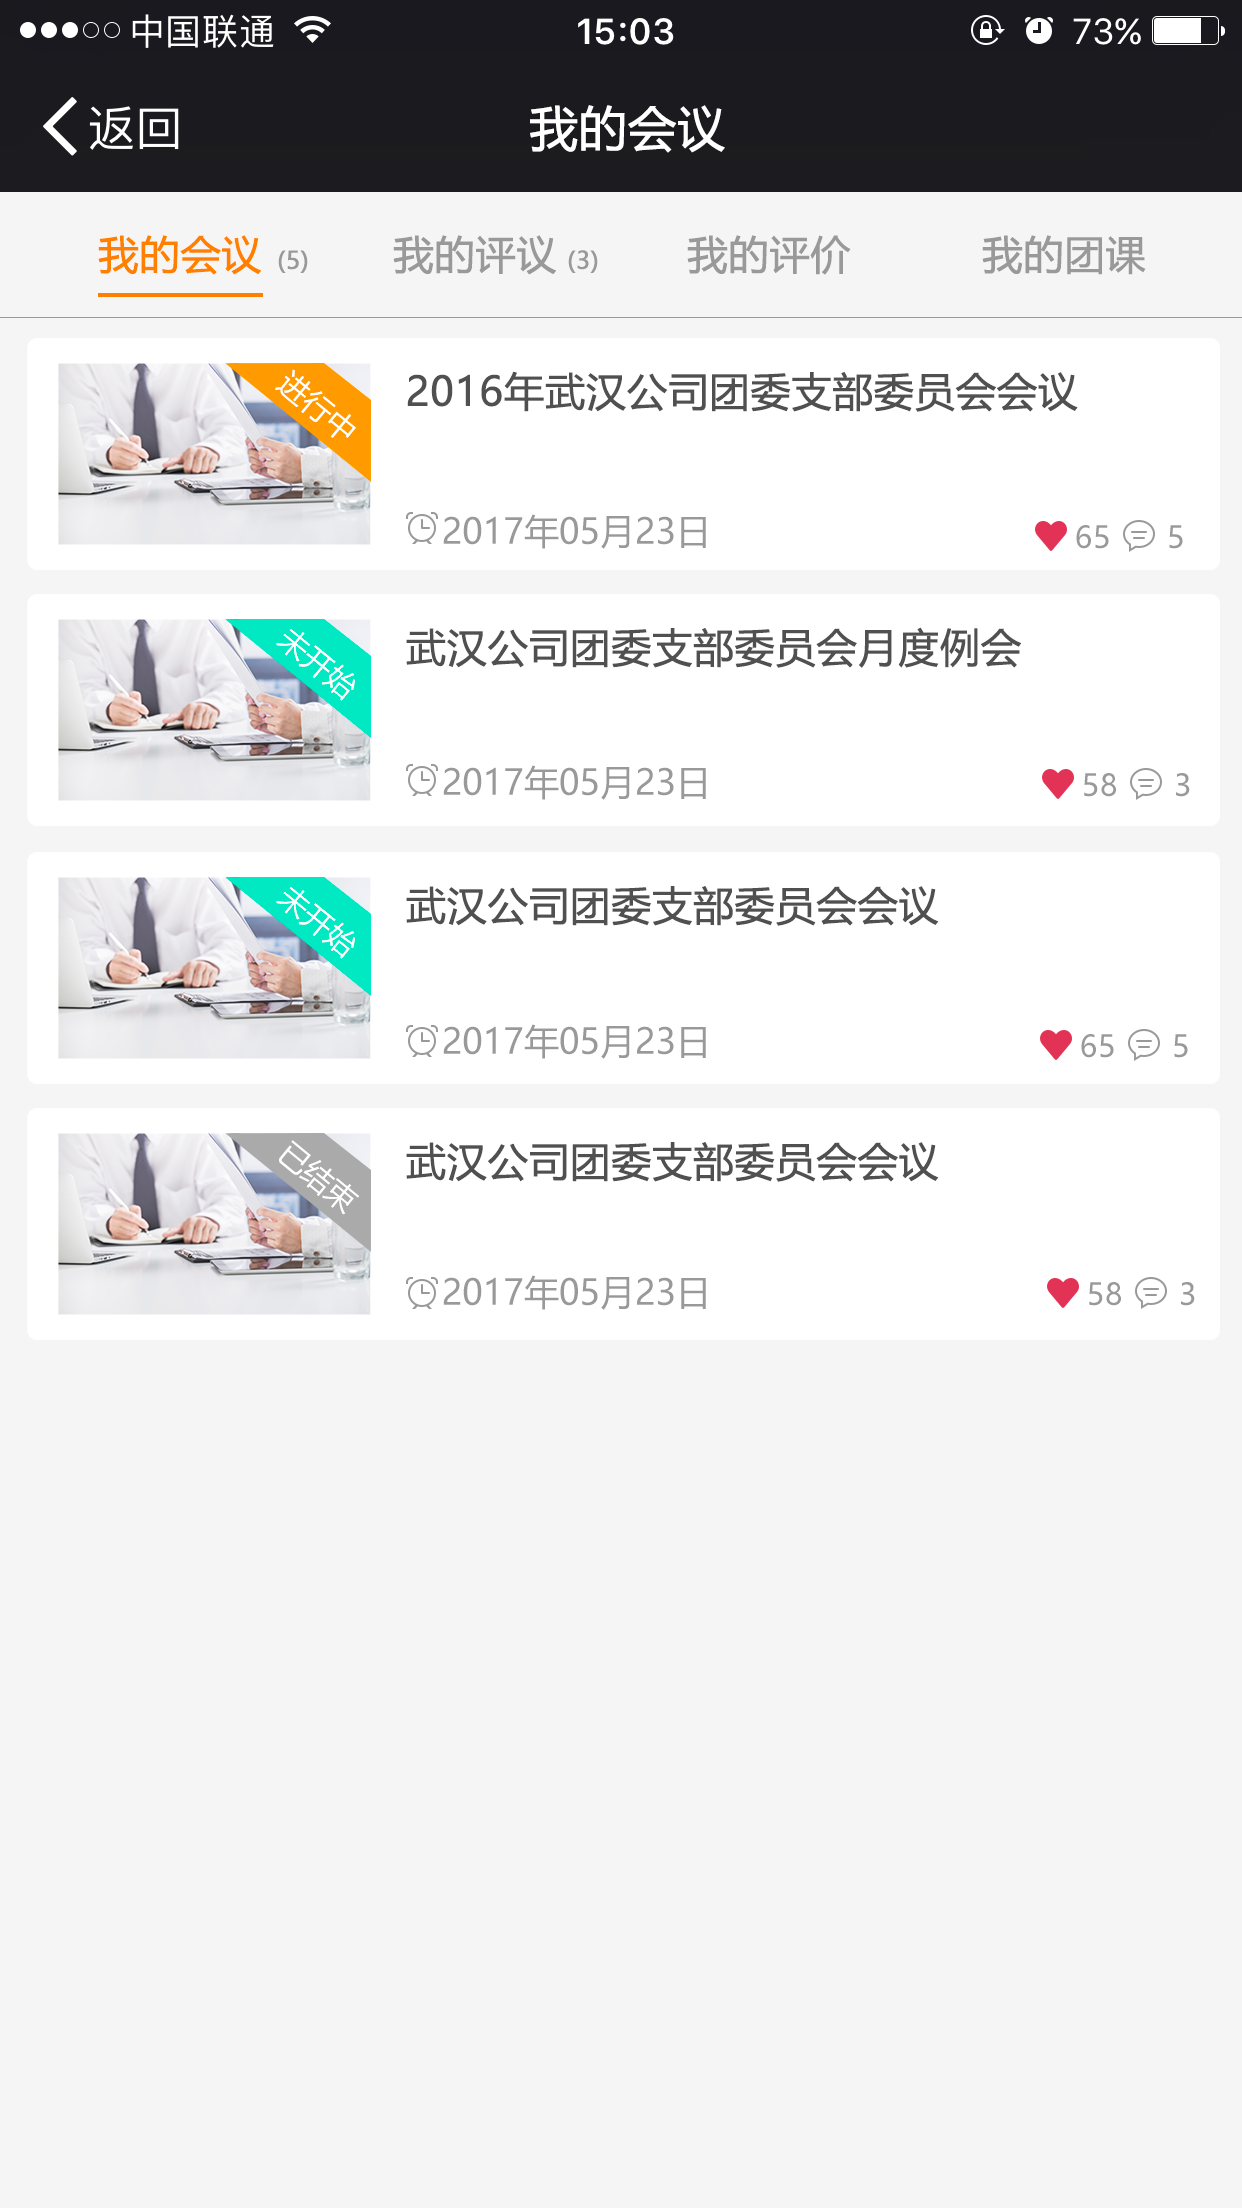 中国联通 15:03 73%
返回 我的会议
我的会议 (5) 我的评议 (3) 我的评价 我的团课
进行中
2016年武汉公司团委支部委员会会议
2017年05月23日 65 5
未开始
武汉公司团委支部委员会月度例会
2017年05月23日 58 3
未开始
武汉公司团委支部委员会会议
2017年05月23日 65 5
已结束
武汉公司团委支部委员会会议
2017年05月23日 58 3